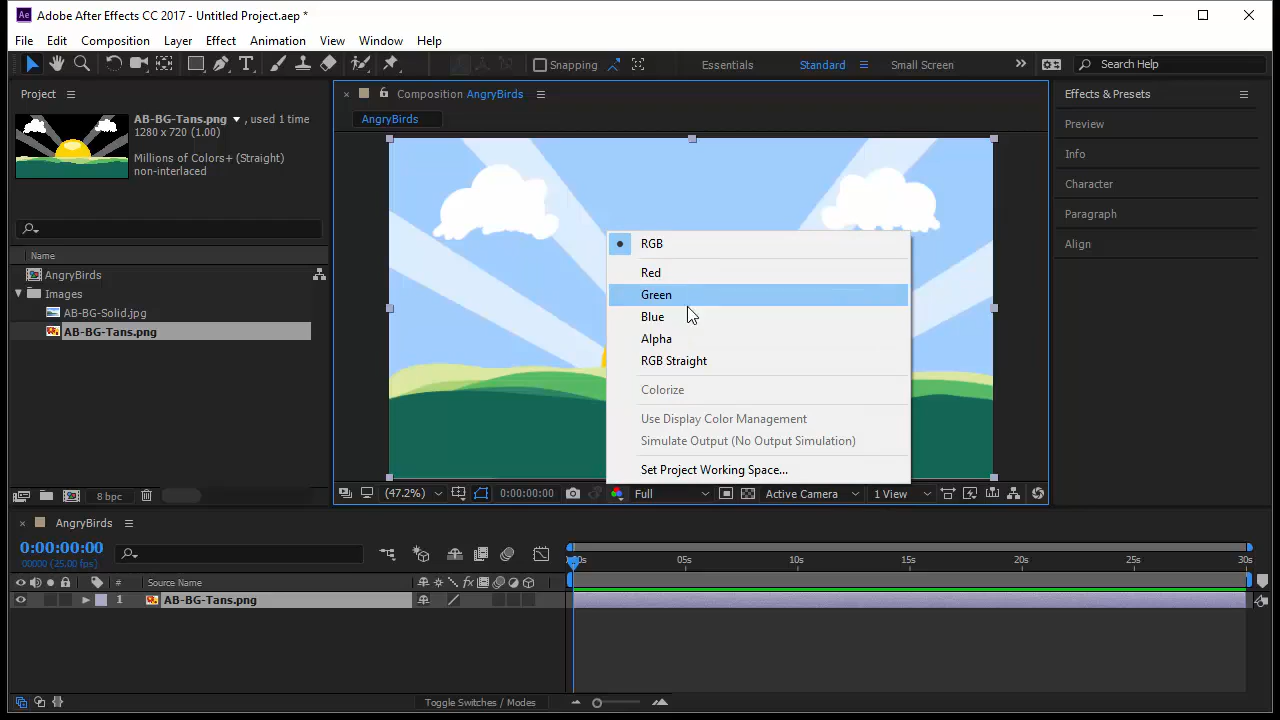 Adobe After Effects CC 2017 - Untitled Project.aep *
File Edit Composition Layer Effect Animation View Window Help
Snapping Essentials Standard Small Screen Search Help
Project
AB-BG-Tans.png , used 1 time
1280 x 720 (1.00)
Millions of Colors+ (Straight)
non-interlaced
Name
AngryBirds
Images
AB-BG-Solid.jpg
AB-BG-Tans.png
8 bpc
Composition AngryBirds
AngryBirds
RGB
Red
Green
Blue
Alpha
RGB Straight
Colorize
Use Display Color Management
Simulate Output (No Output Simulation)
Set Project Working Space...
(47.2%) 0:00:00:00 Full Active Camera 1 View
Effects & Presets
Preview
Info
Character
Paragraph
Align
AngryBirds
0:00:00:00
00000 (25.00 fps)
05s 10s 15s 20s 25s 30s
# Source Name
1 AB-BG-Tans.png
Toggle Switches / Modes